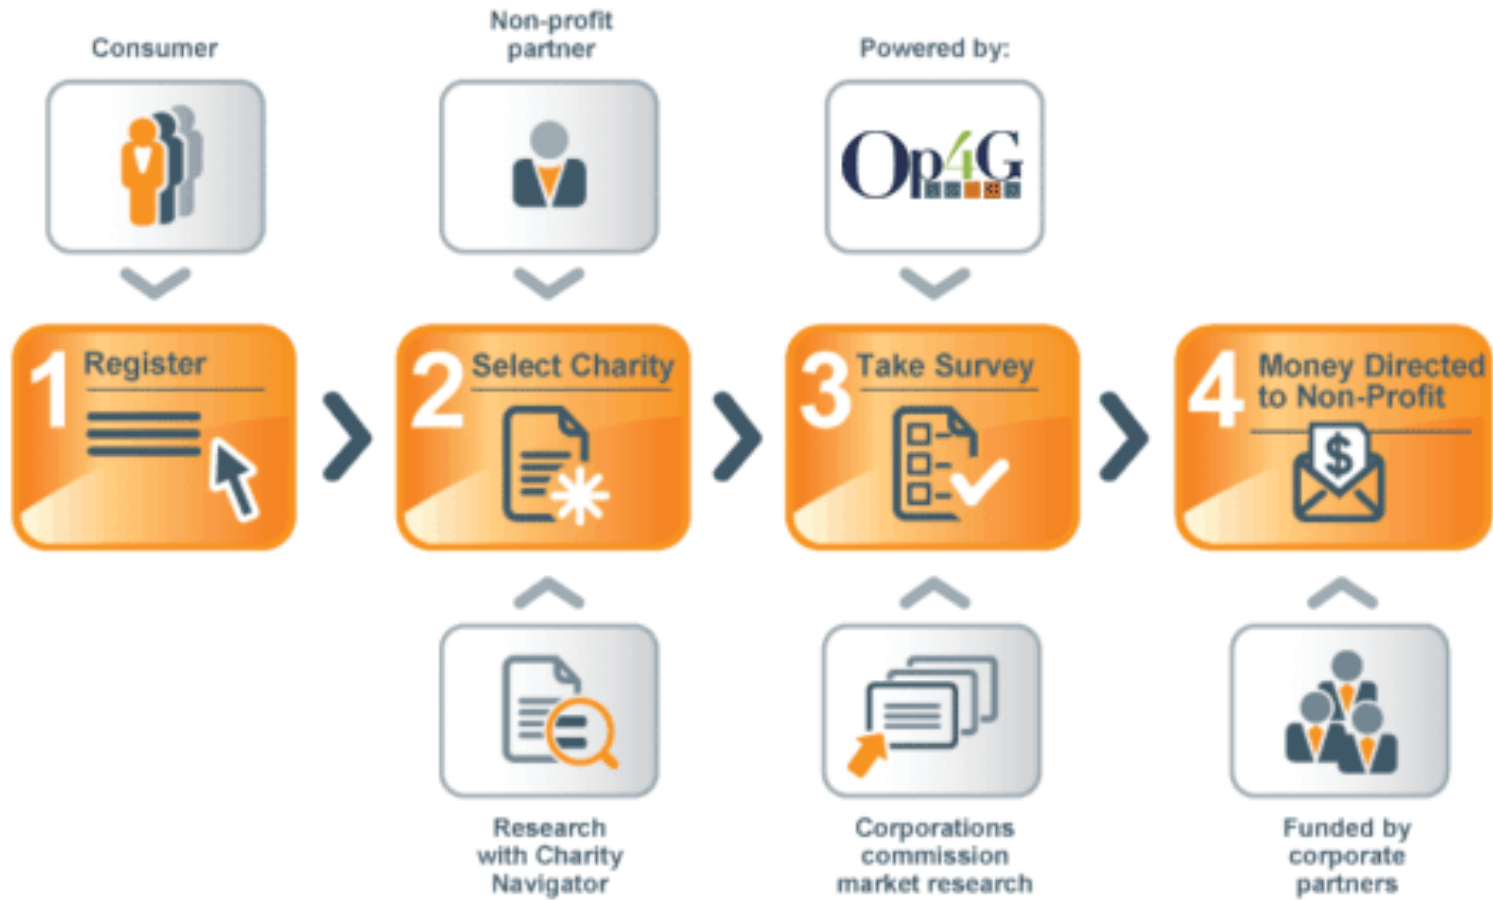 Consumer
Non-profit
partner
Powered by:
Op4G
1 Register
2 Select Charity
3 Take Survey
4 Money Directed
to Non-Profit
$
Research
with Charity
Navigator
Corporations
commission
market research
Funded by
corporate
partners